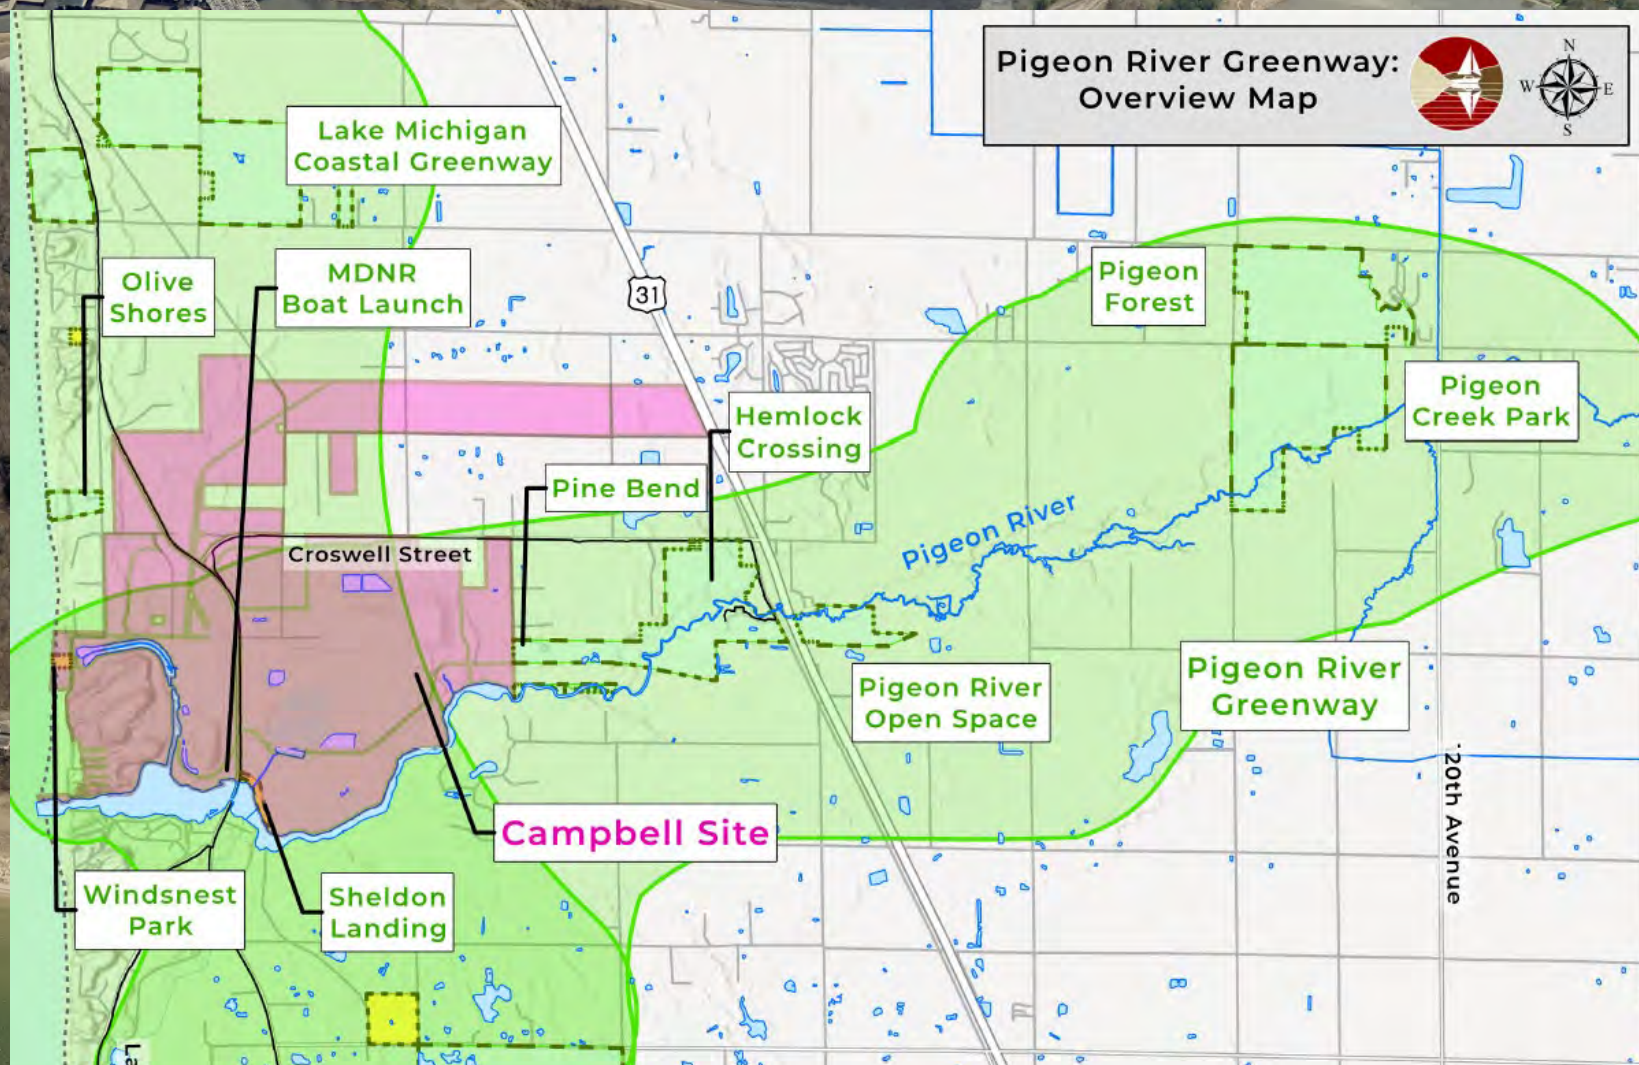 Pigeon River Greenway:
Overview Map
N
W
E
S
Lake Michigan
Coastal Greenway
Olive
Shores
MDNR
Boat Launch
31
Pigeon
Forest
Pigeon
Creek Park
Hemlock
Crossing
Pine Bend
Pigeon River
Croswell Street
Pigeon River
Open Space
Pigeon River
Greenway
120th Avenue
Campbell Site
Windsnest
Park
Sheldon
Landing
La